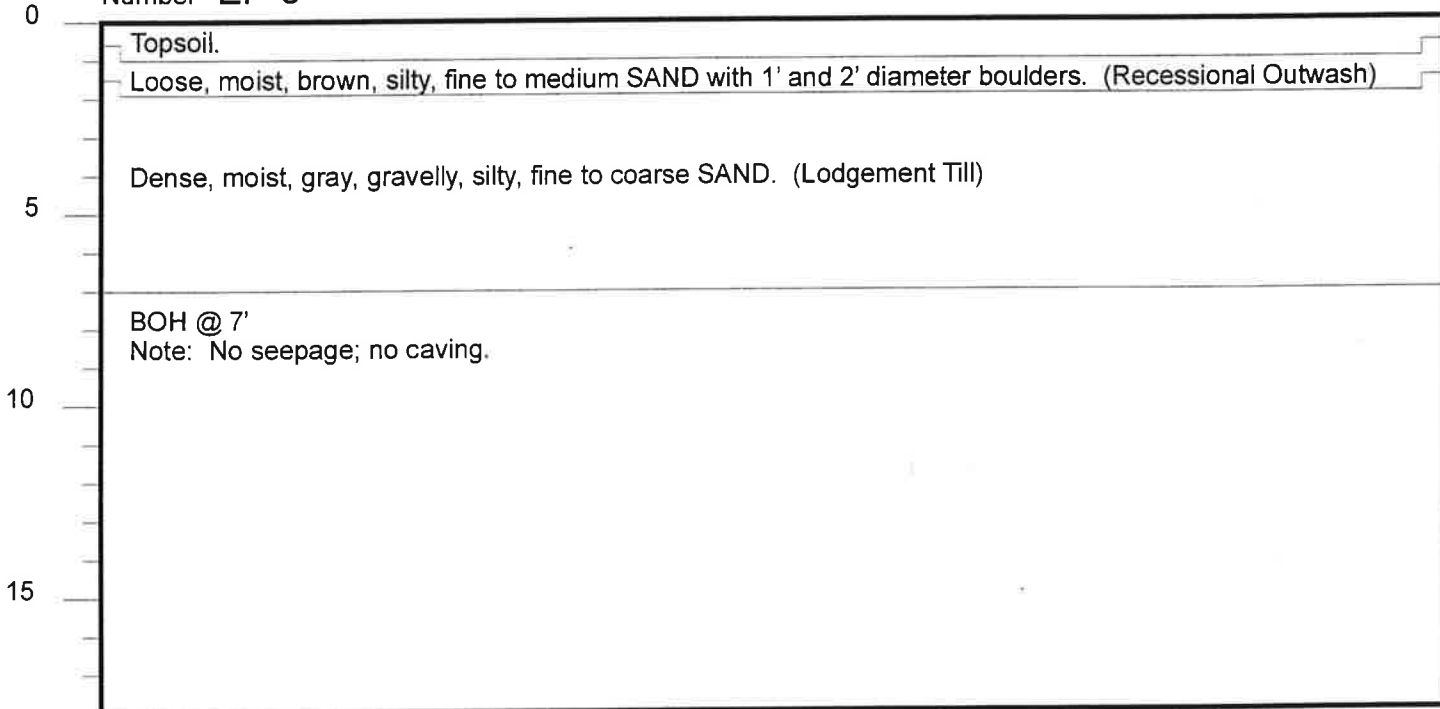 0
Topsoil.
Loose, moist, brown, silty, fine to medium SAND with 1' and 2' diameter boulders. (Recessional Outwash)
Dense, moist, gray, gravelly, silty, fine to coarse SAND. (Lodgement Till)
5
BOH @ 7'
Note: No seepage; no caving.
10
15